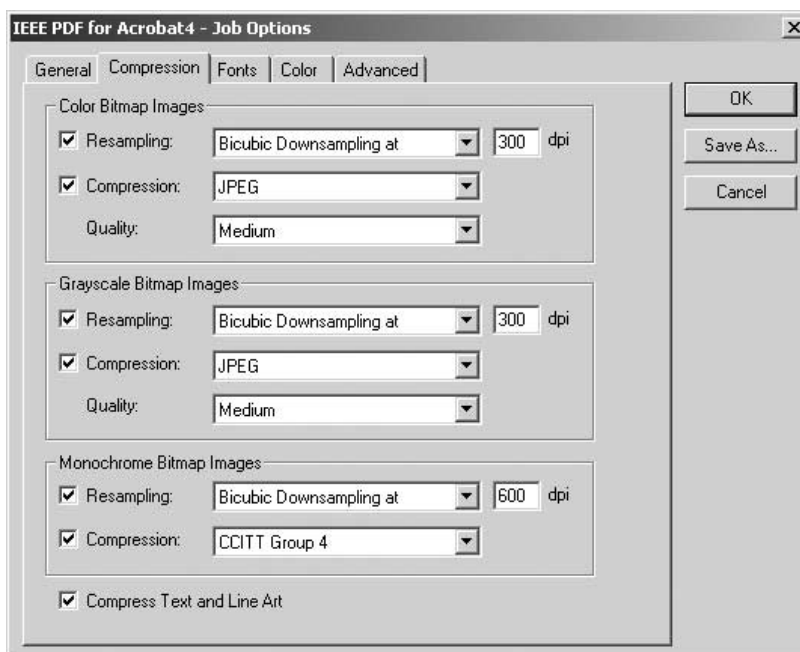 IEEE PDF for Acrobat4 - Job Options
General Compression Fonts Color Advanced
Color Bitmap Images
Resampling: Bicubic Downsampling at 300 dpi
Compression: JPEG
Quality: Medium
Grayscale Bitmap Images
Resampling: Bicubic Downsampling at 300 dpi
Compression: JPEG
Quality: Medium
Monochrome Bitmap Images
Resampling: Bicubic Downsampling at 600 dpi
Compression: CCITT Group 4
Compress Text and Line Art
OK
Save As...
Cancel